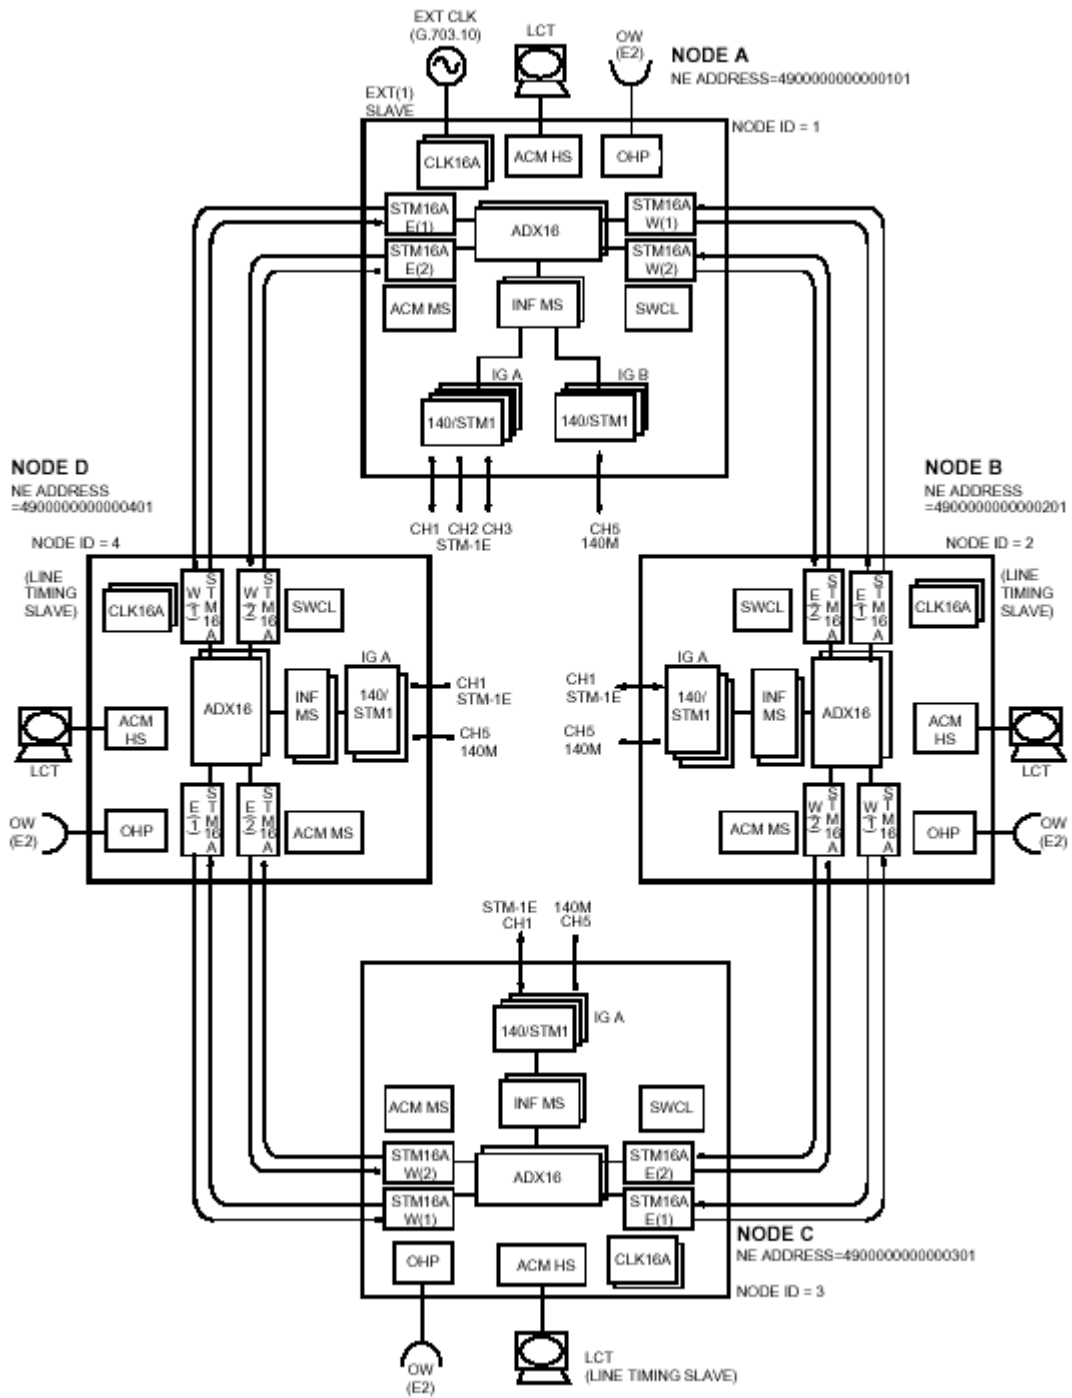 EXT CLK
(G.703.10)
LCT
OW
(E2)
NODE A
NE ADDRESS=4900000000000101
EXT(1)
SLAVE
NODE ID = 1
CLK16A
ACM HS
OHP
STM16A
E(1)
ADX16
STM16A
W(1)
STM16A
E(2)
STM16A
W(2)
ACM MS
INF MS
SWCL
IG A
IG B
140/STM1
140/STM1
CH1 CH2 CH3
STM-1E
CH5
140M
NODE D
NE ADDRESS
=4900000000000401
NODE ID = 4
(LINE
TIMING
SLAVE)
CLK16A
W(1)
STM16A
W(2)
STM16A
SWCL
IG A
ADX16
INF
MS
140/
STM1
CH1
STM-1E
CH5
140M
ACM
HS
LCT
OW
(E2)
OHP
E(1)
STM16A
E(2)
STM16A
ACM MS
NODE B
NE ADDRESS
=4900000000000201
NODE ID = 2
(LINE
TIMING
SLAVE)
SWCL
E(2)
STM16A
E(1)
STM16A
CLK16A
IG A
CH1
STM-1E
CH5
140M
140/
STM1
INF
MS
ADX16
ACM
HS
LCT
ACM MS
W(2)
STM16A
W(1)
STM16A
OHP
OW
(E2)
STM-1E
CH1
140M
CH5
140/STM1
IG A
ACM MS
INF MS
SWCL
STM16A
W(2)
ADX16
STM16A
E(2)
STM16A
W(1)
STM16A
E(1)
NODE C
NE ADDRESS=4900000000000301
OHP
ACM HS
CLK16A
NODE ID = 3
OW
(E2)
LCT
(LINE TIMING SLAVE)